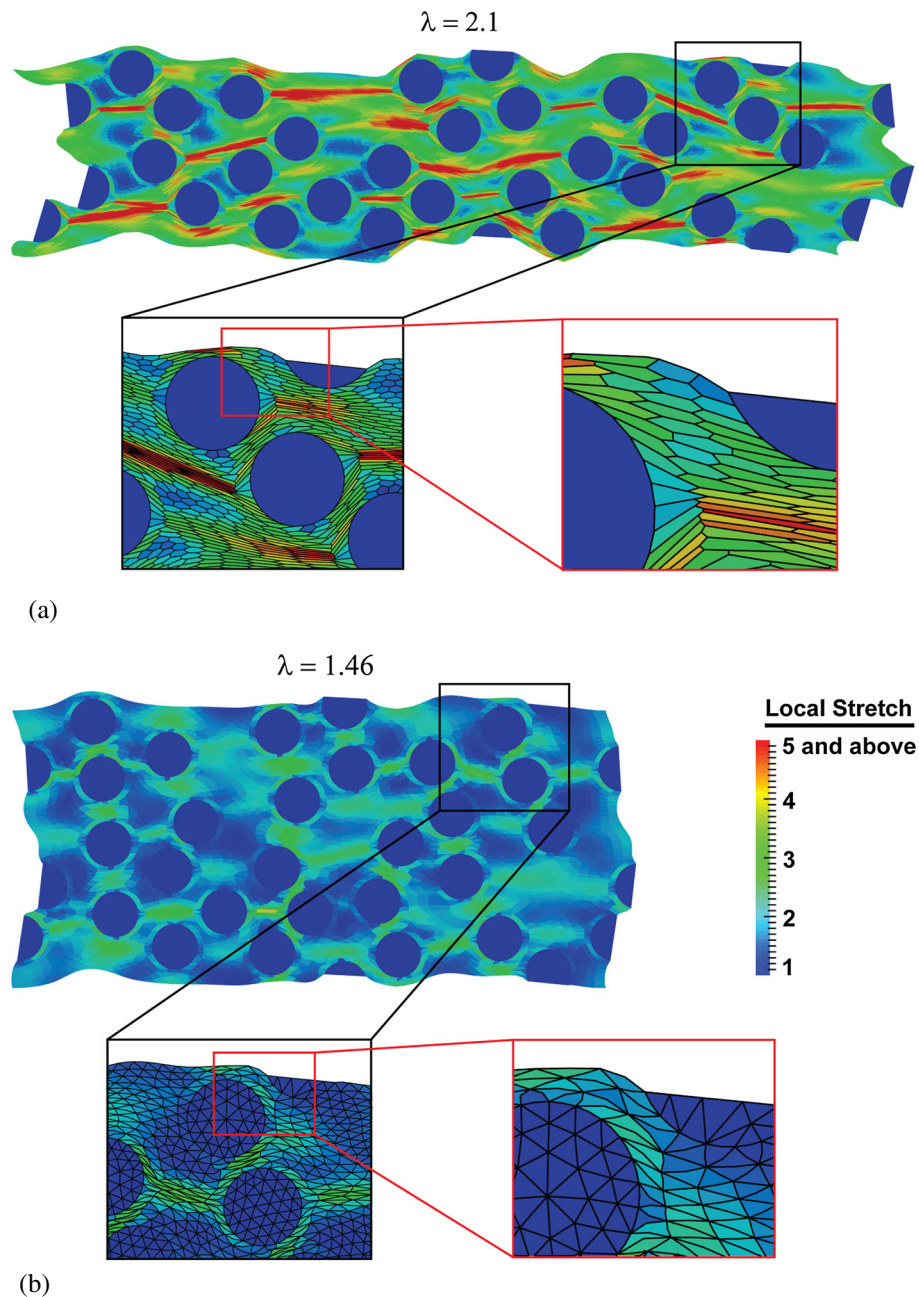 λ = 2.1
(a)
λ = 1.46
Local Stretch
5 and above
4
3
2
1
(b)